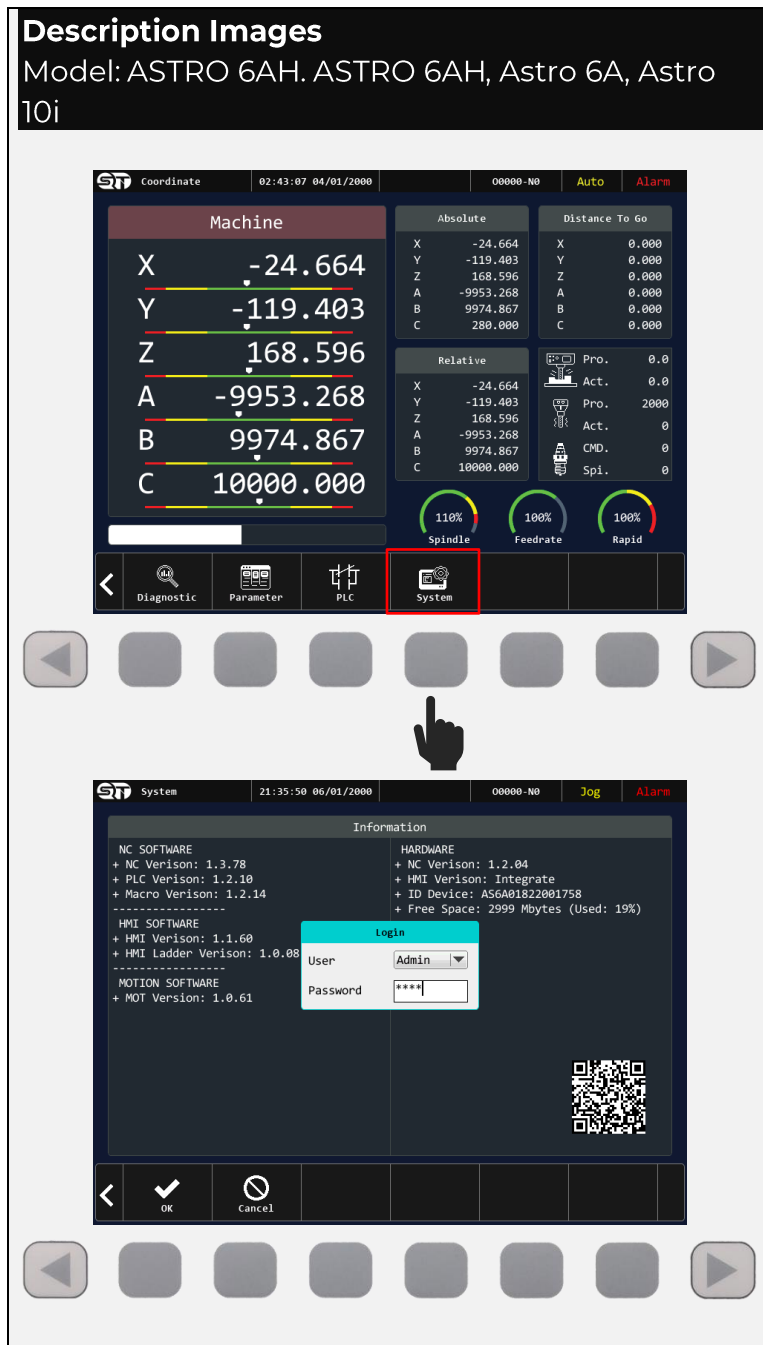 Description Images
Model: ASTRO 6AH. ASTRO 6AH, Astro 6A, Astro
10i
Coordinate 02:43:07 04/01/2000 O0000-N0 Auto Alarm
Machine
X -24.664
Y -119.403
Z 168.596
A -9953.268
B 9974.867
C 10000.000
Absolute
X -24.664
Y -119.403
Z 168.596
A -9953.268
B 9974.867
C 280.000
Distance To Go
X 0.000
Y 0.000
Z 0.000
A 0.000
B 0.000
C 0.000
Relative
X -24.664
Y -119.403
Z 168.596
A -9953.268
B 9974.867
C 10000.000
Pro. 0.0
Act. 0.0
Pro. 2000
Act. 0
CMD. 0
Spi. 0
110% 100% 100%
Spindle Feedrate Rapid
Diagnostic Parameter PLC System
System 21:35:50 06/01/2000 O0000-N0 Jog Alarm
Information
NC SOFTWARE
+ NC Verison: 1.3.78
+ PLC Verison: 1.2.10
+ Macro Verison: 1.2.14
-----------------
HMI SOFTWARE
+ HMI Verison: 1.1.60
+ HMI Ladder Verison: 1.0.08
-----------------
MOTION SOFTWARE
+ MOT Version: 1.0.61
HARDWARE
+ NC Verison: 1.2.04
+ HMI Verison: Integrate
+ ID Device: AS6A01822001758
+ Free Space: 2999 Mbytes (Used: 19%)
Login
User Admin
Password ****
OK Cancel